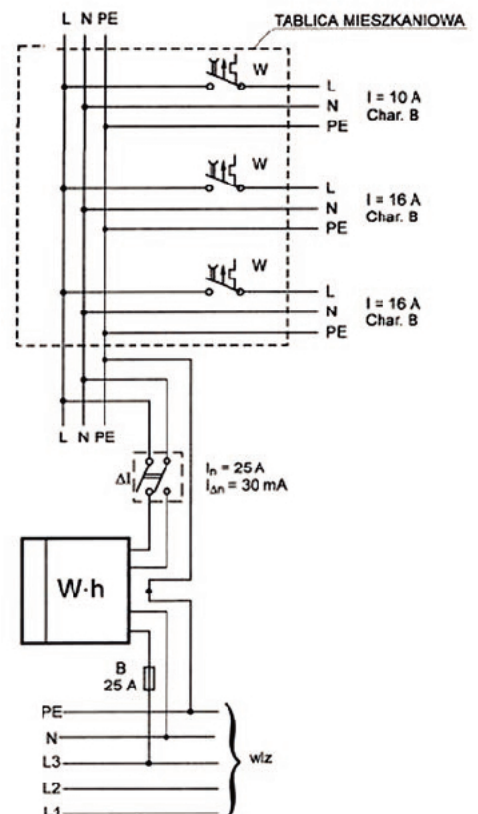 L N PE
TABLICA MIESZKANIOWA
W
L
N
PE
I = 10 A
Char. B
W
L
N
PE
I = 16 A
Char. B
W
L
N
PE
I = 16 A
Char. B
L N PE
ΔI
In = 25 A
IΔn = 30 mA
W·h
B
25 A
PE
N
L3
L2
L1
wlz